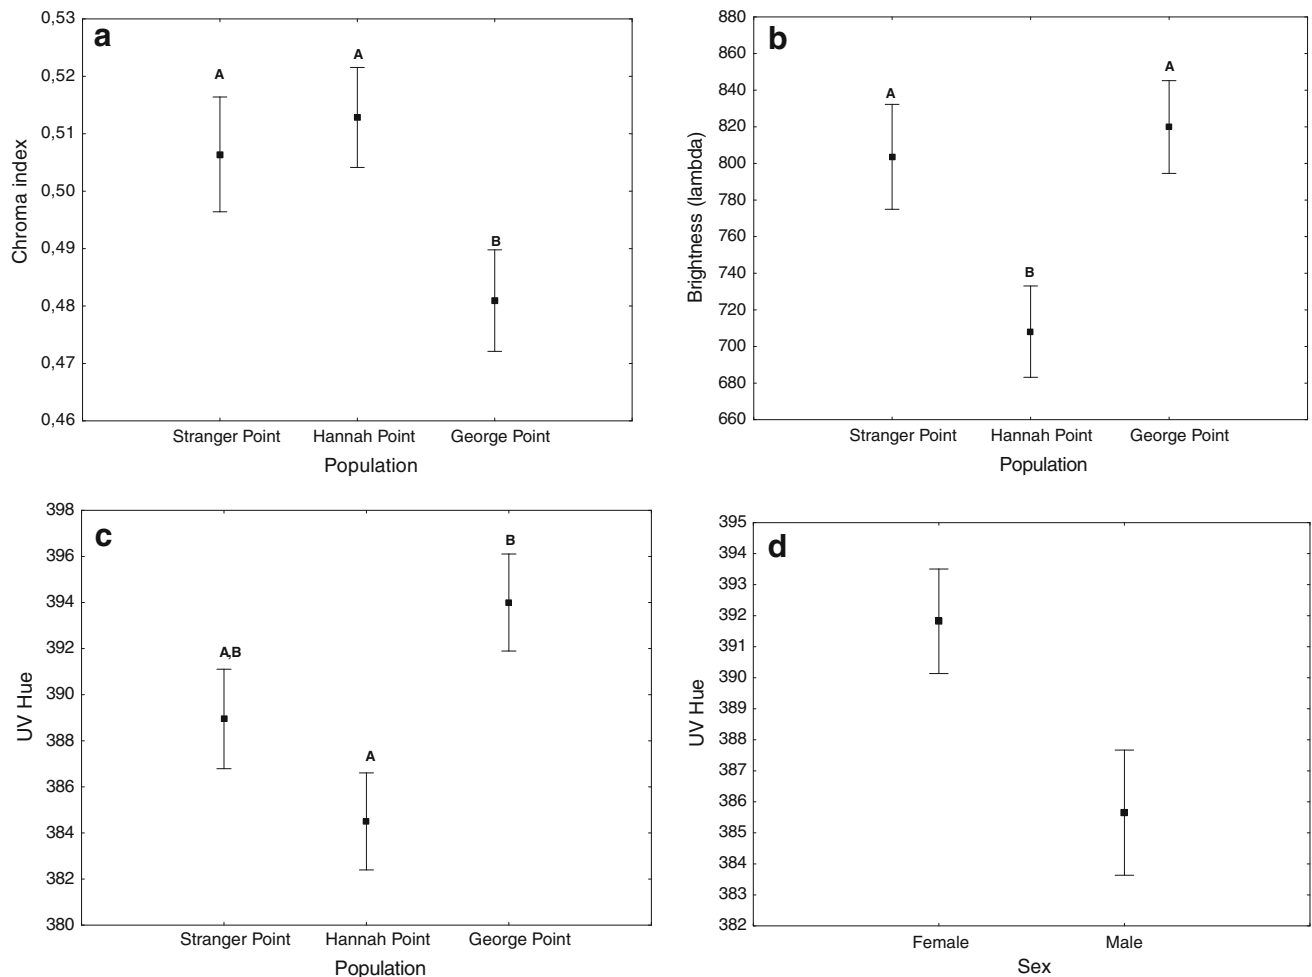 a
0,53
0,52
0,51
0,50
0,49
0,48
0,47
0,46
Chroma index
A
A
B
Stranger Point Hannah Point George Point
Population
b
880
860
840
820
800
780
760
740
720
700
680
660
Brightness (lambda)
A
B
A
Stranger Point Hannah Point George Point
Population
c
398
396
394
392
390
388
386
384
382
380
UV Hue
A,B
A
B
Stranger Point Hannah Point George Point
Population
d
395
394
393
392
391
390
389
388
387
386
385
384
383
382
UV Hue
Female Male
Sex